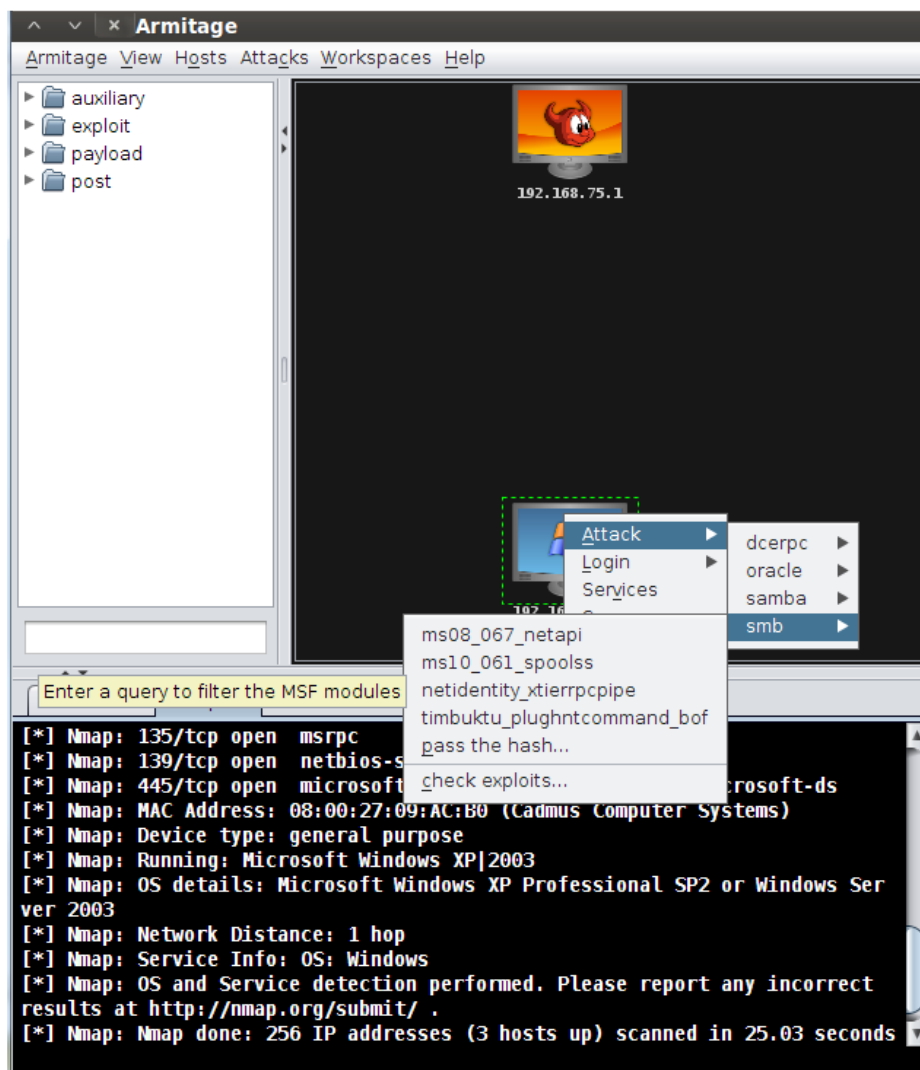 Armitage
Armitage View Hosts Attacks Workspaces Help
auxiliary
exploit
payload
post
192.168.75.1
Attack
Login
Services
dcerpc
oracle
samba
smb
ms08_067_netapi
ms10_061_spoolss
netidentity_xtierrpcpipe
timbuktu_plughntcommand_bof
pass the hash...
check exploits...
Enter a query to filter the MSF modules
[*] Nmap: 135/tcp open msrpc
[*] Nmap: 139/tcp open netbios-s
[*] Nmap: 445/tcp open microsoft crosoft-ds
[*] Nmap: MAC Address: 08:00:27:09:AC:B0 (Cadmus Computer Systems)
[*] Nmap: Device type: general purpose
[*] Nmap: Running: Microsoft Windows XP|2003
[*] Nmap: OS details: Microsoft Windows XP Professional SP2 or Windows Ser
ver 2003
[*] Nmap: Network Distance: 1 hop
[*] Nmap: Service Info: OS: Windows
[*] Nmap: OS and Service detection performed. Please report any incorrect
results at http://nmap.org/submit/ .
[*] Nmap: Nmap done: 256 IP addresses (3 hosts up) scanned in 25.03 seconds